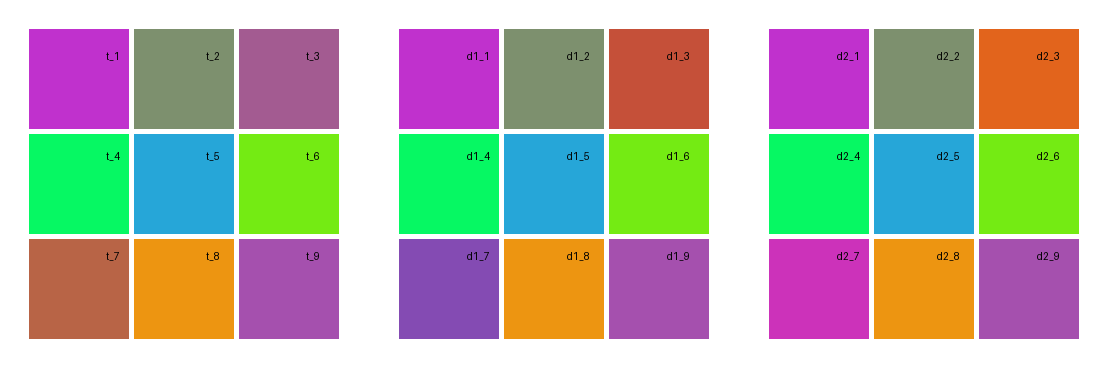 t_1 t_2 t_3 d1_1 d1_2 d1_3 d2_1 d2_2 d2_3
t_4 t_5 t_6 d1_4 d1_5 d1_6 d2_4 d2_5 d2_6
t_7 t_8 t_9 d1_7 d1_8 d1_9 d2_7 d2_8 d2_9